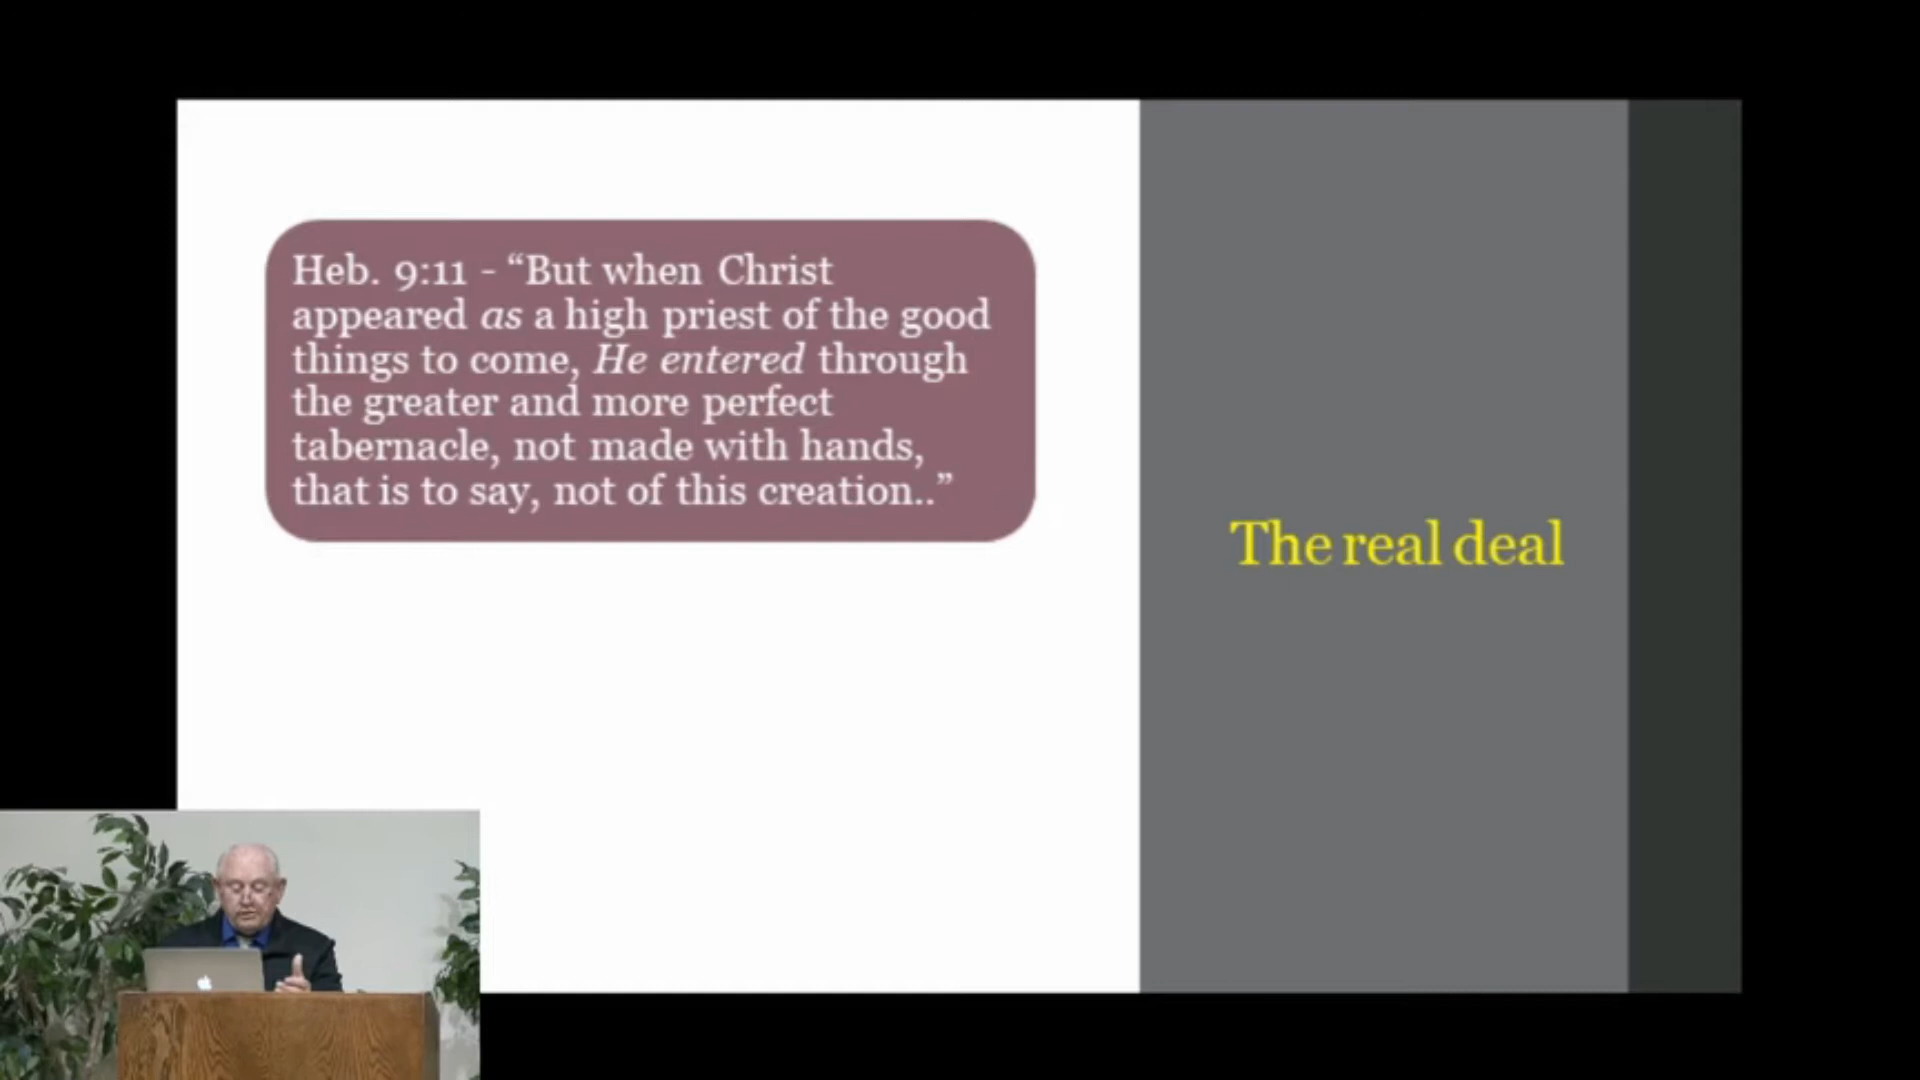 Heb. 9:11 - “But when Christ
appeared as a high priest of the good
things to come, He entered through
the greater and more perfect
tabernacle, not made with hands,
that is to say, not of this creation..”
The real deal